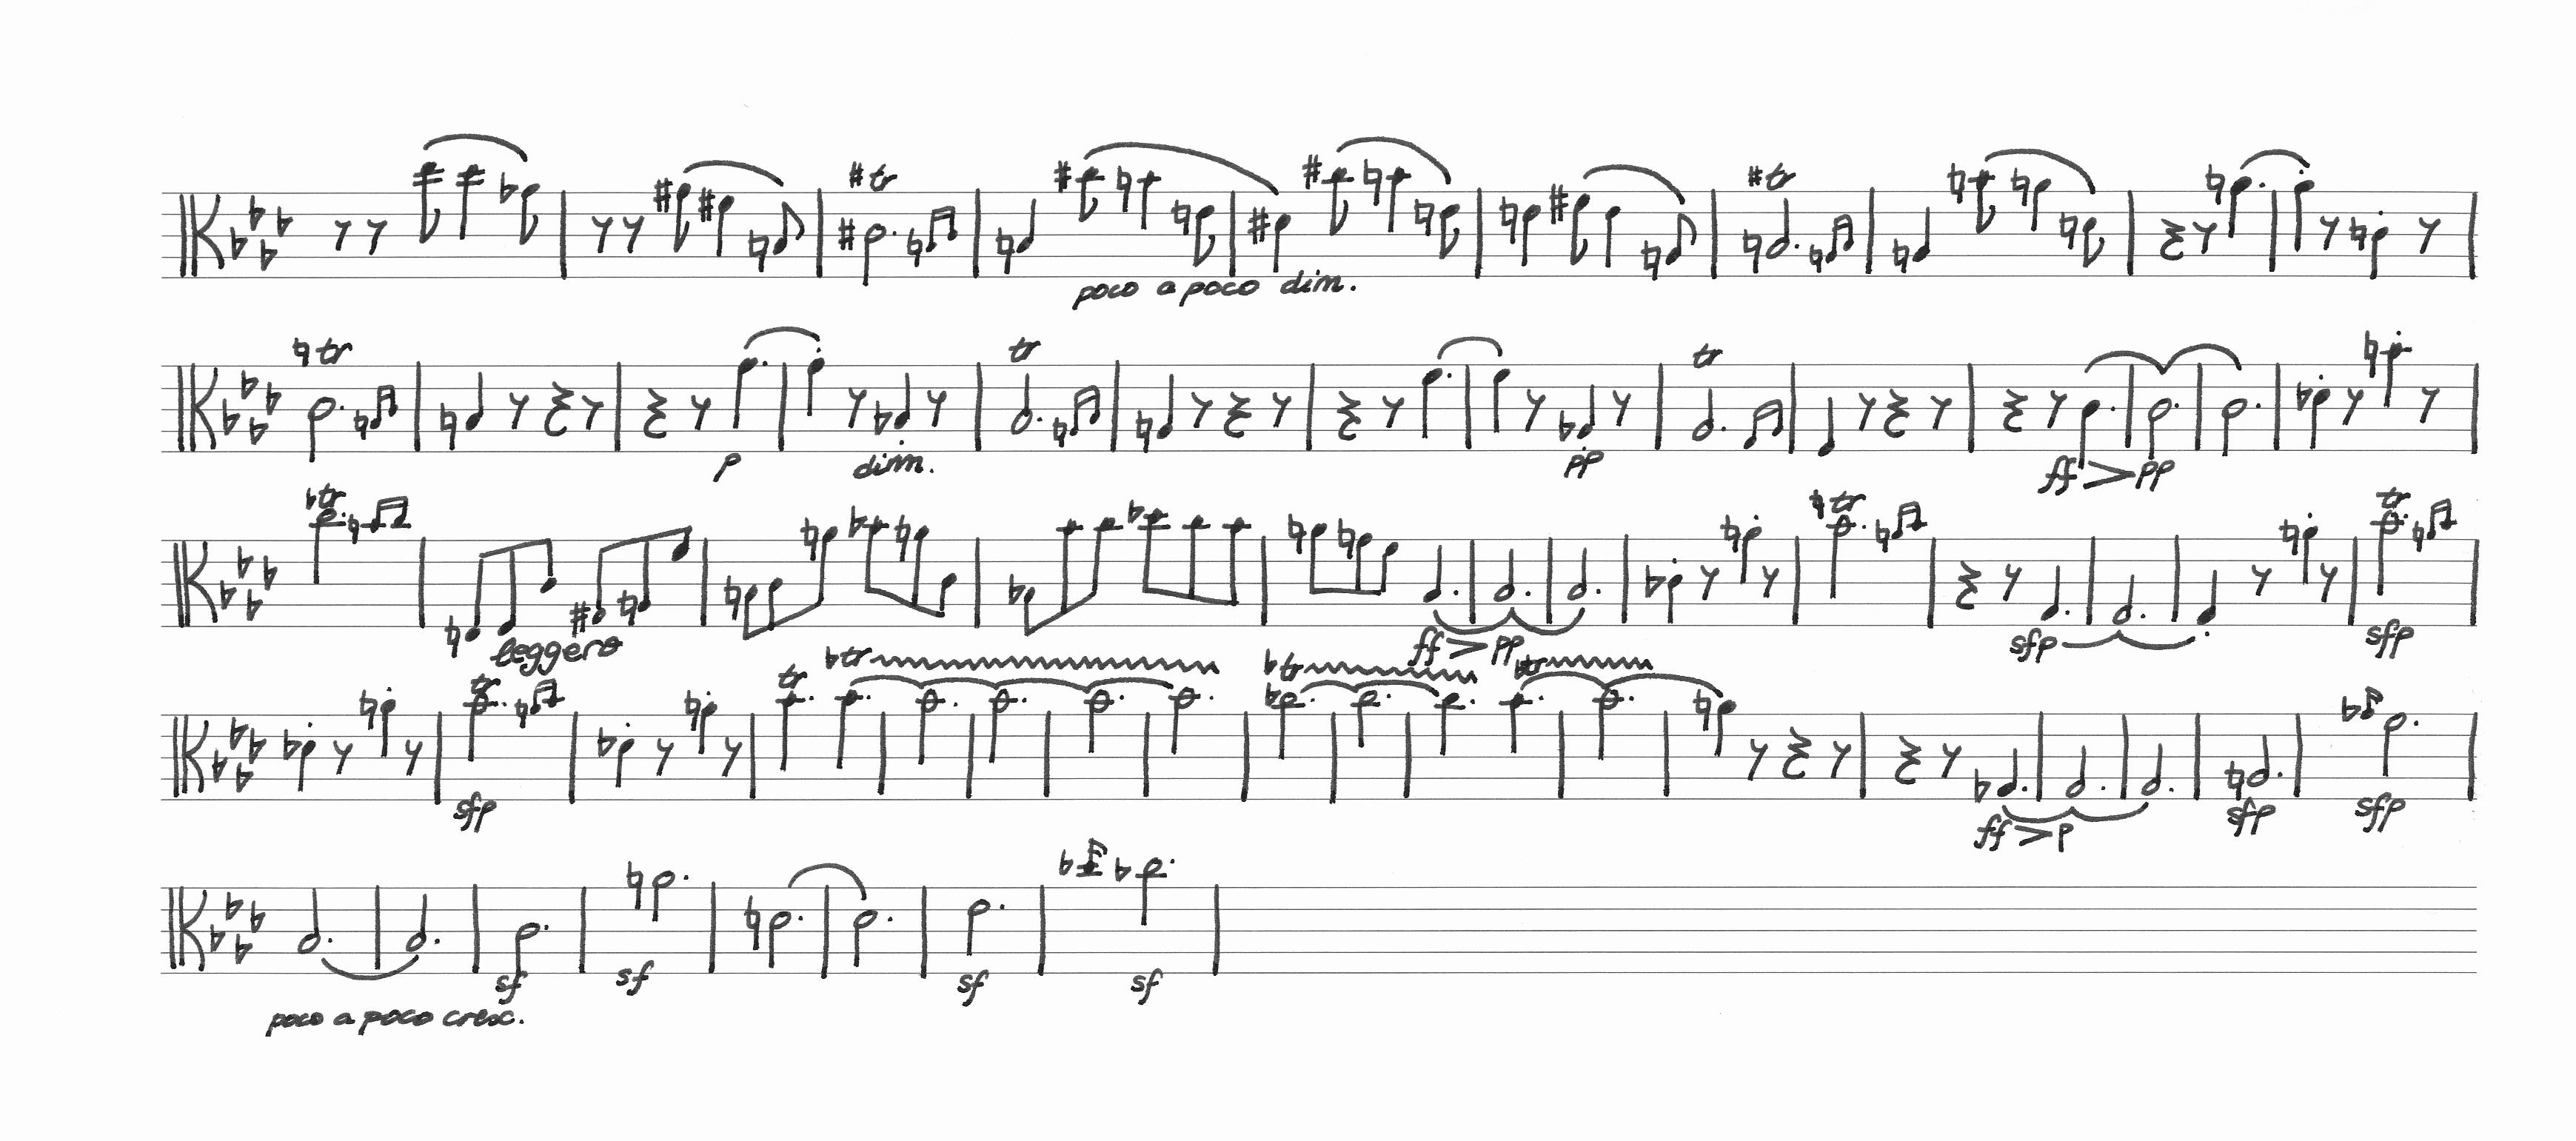 tr
tr
poco a poco dim.
tr tr tr
p dim. pp ff pp
tr tr tr
leggero ff pp sfp sfp
tr tr tr tr tr
sfp ff p sfp sfp
sf sf sf sf
poco a poco cresc.